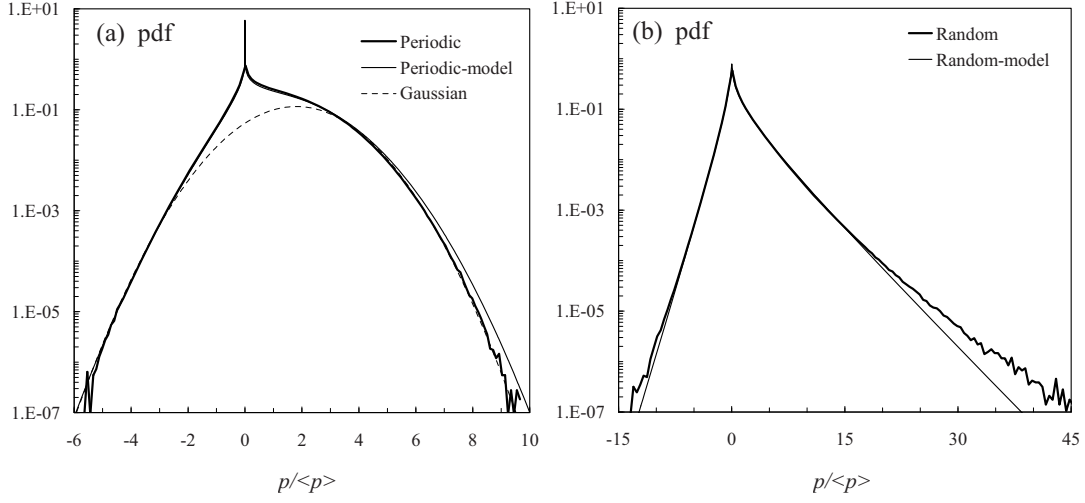 (a) pdf
Periodic
Periodic-model
Gaussian
1.E+01
1.E-01
1.E-03
1.E-05
1.E-07
-6 -4 -2 0 2 4 6 8 10
p/<p>
(b) pdf
Random
Random-model
1.E+01
1.E-01
1.E-03
1.E-05
1.E-07
-15 0 15 30 45
p/<p>